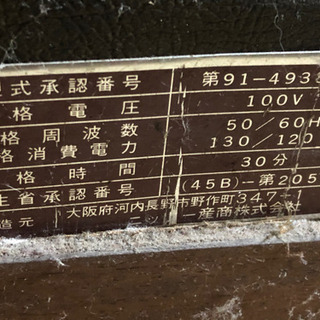 式承認番号 第91-4938
格電圧 100V
格周波数 50/60H
格消費電力 130/120
格時間 30分
生省承認番号 (45B)-第205
造元 大阪府河内長野市野作町347-
一産商株式会社